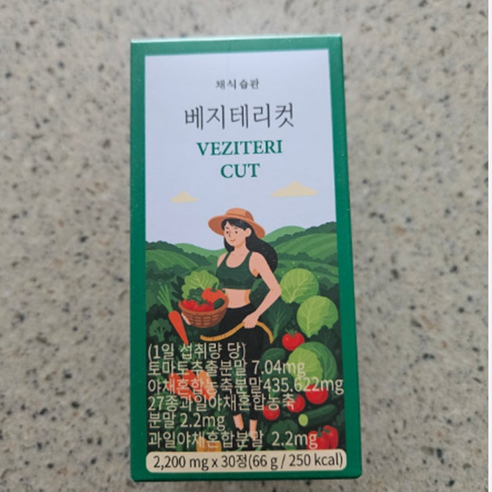 채식습관
베지테리컷
VEZITERI
CUT
(1일 섭취량 당)
토마토추출분말 7.04mg
야채혼합농축분말435.622mg
27종과일야채혼합농축
분말 2.2mg
과일야채혼합분말 2.2mg
2,200 mg x 30정(66 g / 250 kcal)